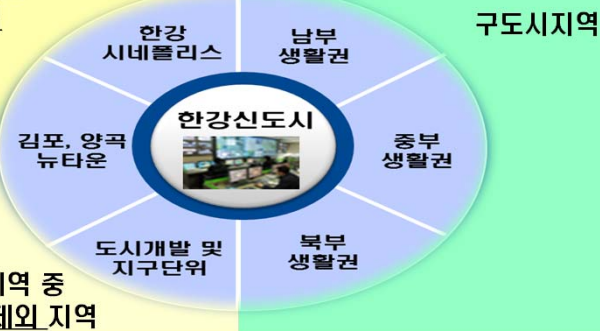 구도시지역
한강
시네폴리스
남부
생활권
한강신도시
김포, 양곡
뉴타운
중부
생활권
도시개발 및
지구단위
북부
생활권
역 중
제외 지역